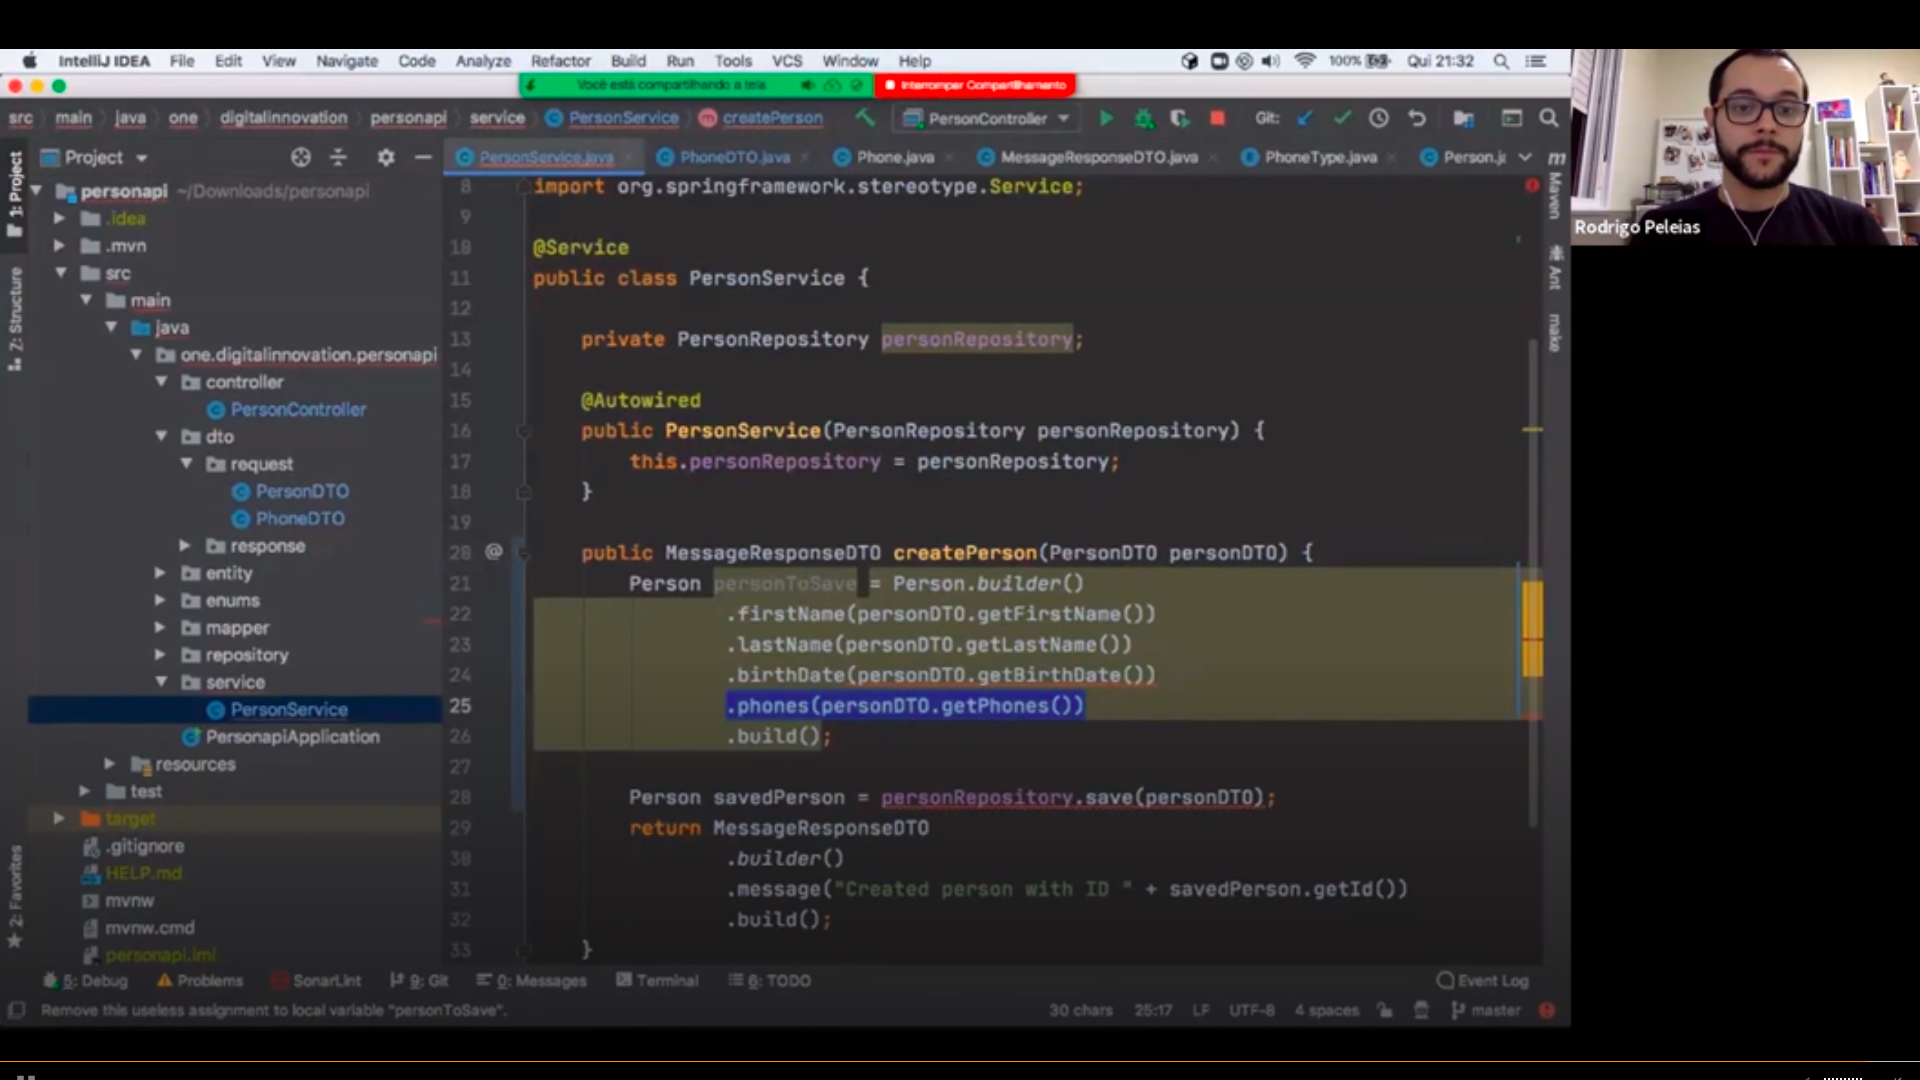 IntelliJ IDEA File Edit View Navigate Code Analyze Refactor Build Run Tools VCS Window Help 100% Qui 21:32
Você está compartilhando a tela Interromper Compartilhamento
src main java one digitalinnovation personapi service PersonService createPerson PersonController Git:
Project PersonService.java PhoneDTO.java Phone.java MessageResponseDTO.java PhoneType.java Person.j
1: Project
Z: Structure
2: Favorites
personapi ~/Downloads/personapi
.idea
.mvn
src
main
java
one.digitalinnovation.personapi
controller
PersonController
dto
request
PersonDTO
PhoneDTO
response
entity
enums
mapper
repository
service
PersonService
PersonapiApplication
resources
test
target
.gitignore
HELP.md
mvnw
mvnw.cmd
personapi.iml
8 import org.springframework.stereotype.Service;
9
10 @Service
11 public class PersonService {
12
13 private PersonRepository personRepository;
14
15 @Autowired
16 public PersonService(PersonRepository personRepository) {
17 this.personRepository = personRepository;
18 }
19
20 @ public MessageResponseDTO createPerson(PersonDTO personDTO) {
21 Person personToSave = Person.builder()
22 .firstName(personDTO.getFirstName())
23 .lastName(personDTO.getLastName())
24 .birthDate(personDTO.getBirthDate())
25 .phones(personDTO.getPhones())
26 .build();
27
28 Person savedPerson = personRepository.save(personDTO);
29 return MessageResponseDTO
30 .builder()
31 .message("Created person with ID " + savedPerson.getId())
32 .build();
33 }
Maven
Ant
make
Rodrigo Peleias
5: Debug Problems SonarLint 9: Git 0: Messages Terminal 6: TODO Event Log
Remove this useless assignment to local variable "personToSave". 30 chars 25:17 LF UTF-8 4 spaces master